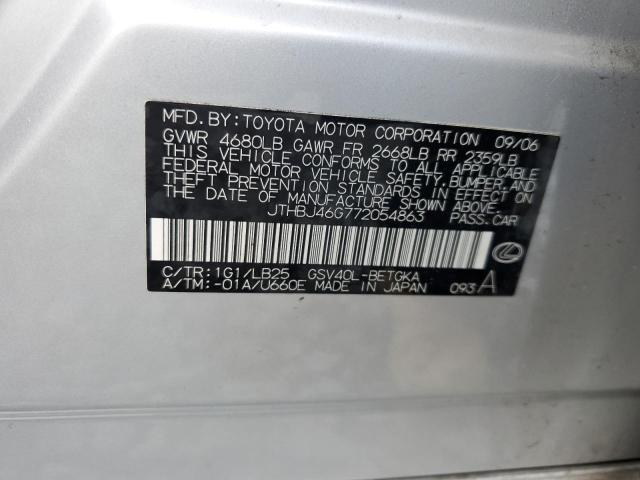 MFD. BY: TOYOTA MOTOR CORPORATION 09/06
GVWR 4680LB GAWR FR 2668LB RR 2359LB
THIS VEHICLE CONFORMS TO ALL APPLICABLE
FEDERAL MOTOR VEHICLE SAFETY, BUMPER, AND
THEFT PREVENTION STANDARDS IN EFFECT ON
THE DATE OF MANUFACTURE SHOWN ABOVE.
JTHBJ46G772054863 PASS.CAR
C/TR: 1G1/LB25 GSV40L-BETGKA
A/TM: -01A/U660E MADE IN JAPAN 093 A